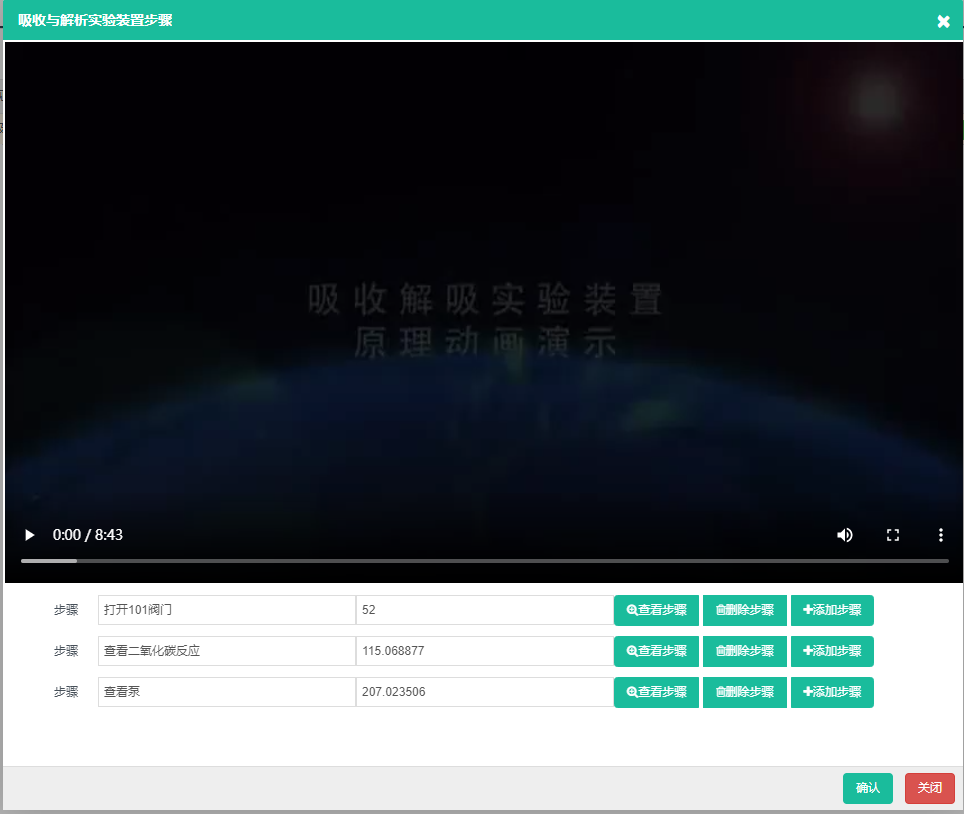 吸收与解析实验装置步骤
吸收解吸实验装置
原理动画演示
0:00 / 8:43
步骤 打开101阀门 52 查看步骤 删除步骤 添加步骤
步骤 查看二氧化碳反应 115.068877 查看步骤 删除步骤 添加步骤
步骤 查看泵 207.023506 查看步骤 删除步骤 添加步骤
确认 关闭